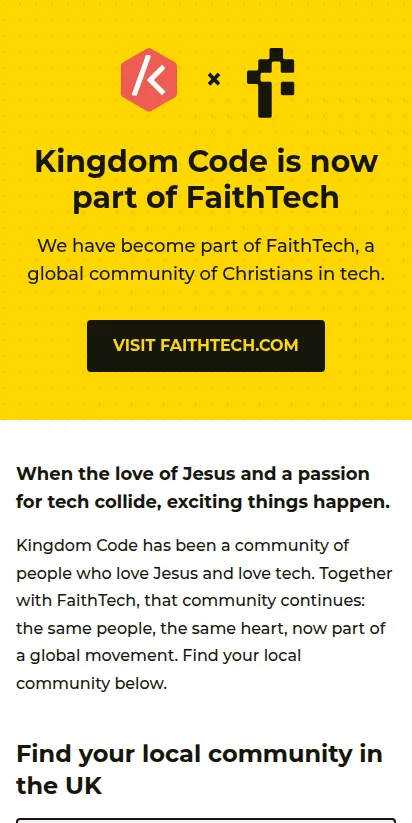 Kingdom Code is now
part of FaithTech
We have become part of FaithTech, a
global community of Christians in tech.
VISIT FAITHTECH.COM
When the love of Jesus and a passion
for tech collide, exciting things happen.
Kingdom Code has been a community of
people who love Jesus and love tech. Together
with FaithTech, that community continues:
the same people, the same heart, now part of
a global movement. Find your local
community below.
Find your local community in
the UK